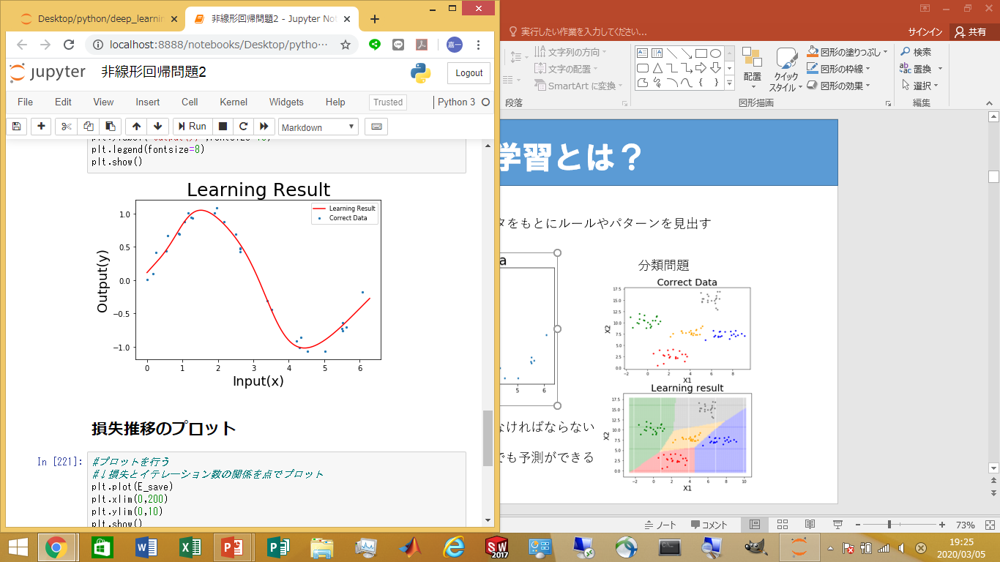 Desktop/python/deep_learnin
非線形回帰問題2 - Jupyter Not
localhost:8888/notebooks/Desktop/pytho…
嘉一
jupyter
非線形回帰問題2
Logout
File Edit View Insert Cell Kernel Widgets Help
Trusted
Python 3
Run
Markdown
plt.legend(fontsize=8)
plt.show()
Learning Result
Learning Result
Correct Data
Output(y)
1.0
0.5
0.0
−0.5
−1.0
0 1 2 3 4 5 6
Input(x)
損失推移のプロット
In [221]:
#プロットを行う
#↓損失とイテレーション数の関係を点でプロット
plt.plot(E_save)
plt.xlim(0,200)
plt.ylim(0,10)
plt.show()
実行したい作業を入力してください...
サインイン
共有
文字列の方向
文字の配置
SmartArt に変換
段落
配置
クイック
スタイル
図形の塗りつぶし
図形の枠線
図形の効果
図形描画
検索
置換
選択
編集
学習とは？
タをもとにルールやパターンを見出す
a
5 6
分類問題
Correct Data
X2
17.5
15.0
12.5
10.0
7.5
5.0
2.5
0.0
−2 0 2 4 6 8
X1
Learning result
X2
17.5
15.0
12.5
10.0
7.5
5.0
2.5
0.0
−2 0 2 4 6 8 10
X1
なければならない
でも予測ができる
ノート
コメント
73%
SW
2017
19:25
2020/03/05